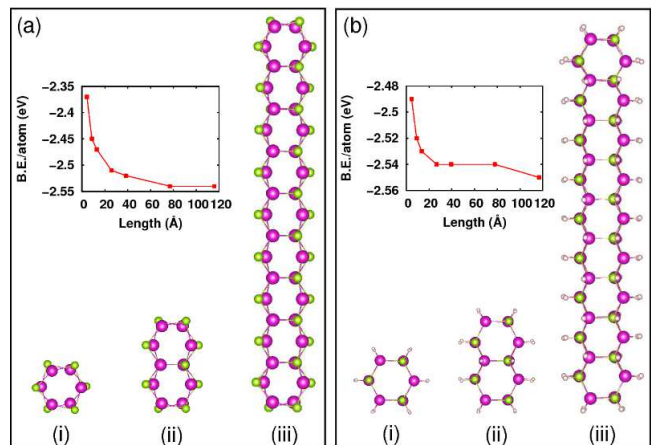 (a)
B.E./atom (eV)
−2.35
−2.4
−2.45
−2.5
−2.55
0 20 40 60 80 100 120
Length (Å)
(i)
(ii)
(iii)
(b)
B.E./atom (eV)
−2.48
−2.5
−2.52
−2.54
−2.56
0 20 40 60 80 100 120
Length (Å)
(i)
(ii)
(iii)